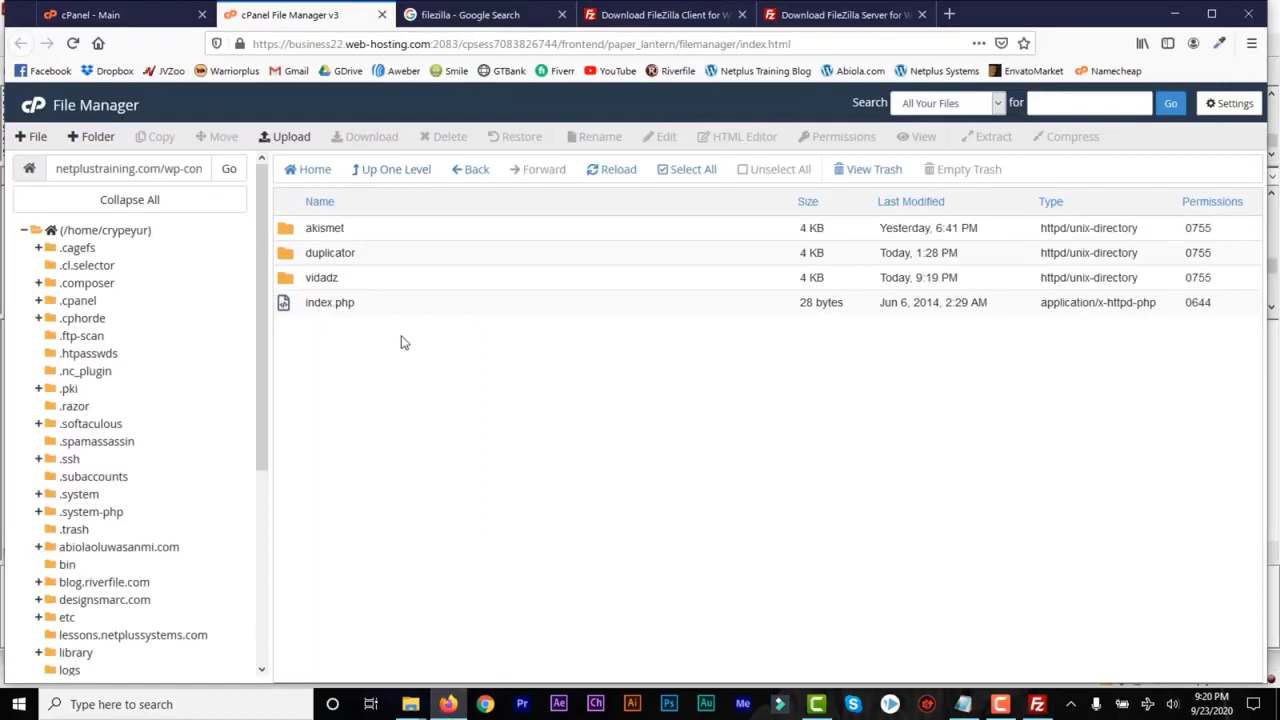 cPanel - Main
cPanel File Manager v3
filezilla - Google Search
Download FileZilla Client for W
Download FileZilla Server for W
https://business22.web-hosting.com:2083/cpsess7083826744/frontend/paper_lantern/filemanager/index.html
Facebook Dropbox JVZoo Warriorplus Gmail GDrive Aweber Smile GTBank Fiverr YouTube Riverfile Netplus Training Blog Abiola.com Netplus Systems EnvatoMarket Namecheap
cP File Manager
Search All Your Files for Go Settings
+ File + Folder Copy Move Upload Download Delete Restore Rename Edit HTML Editor Permissions View Extract Compress
netplustraining.com/wp-con Go
Home Up One Level Back Forward Reload Select All Unselect All View Trash Empty Trash
Collapse All
Name Size Last Modified Type Permissions
akismet 4 KB Yesterday, 6:41 PM httpd/unix-directory 0755
duplicator 4 KB Today, 1:28 PM httpd/unix-directory 0755
vidadz 4 KB Today, 9:19 PM httpd/unix-directory 0755
index.php 28 bytes Jun 6, 2014, 2:29 AM application/x-httpd-php 0644
(/home/crypeyur)
.cagefs
.cl.selector
.composer
.cpanel
.cphorde
.ftp-scan
.htpasswds
.nc_plugin
.pki
.razor
.softaculous
.spamassassin
.ssh
.subaccounts
.system
.system-php
.trash
abiolaoluwasanmi.com
bin
blog.riverfile.com
designsmarc.com
etc
lessons.netplussystems.com
library
logs
Type here to search
Pr Ae Ch Ai Ps Au Me
9:20 PM
9/23/2020